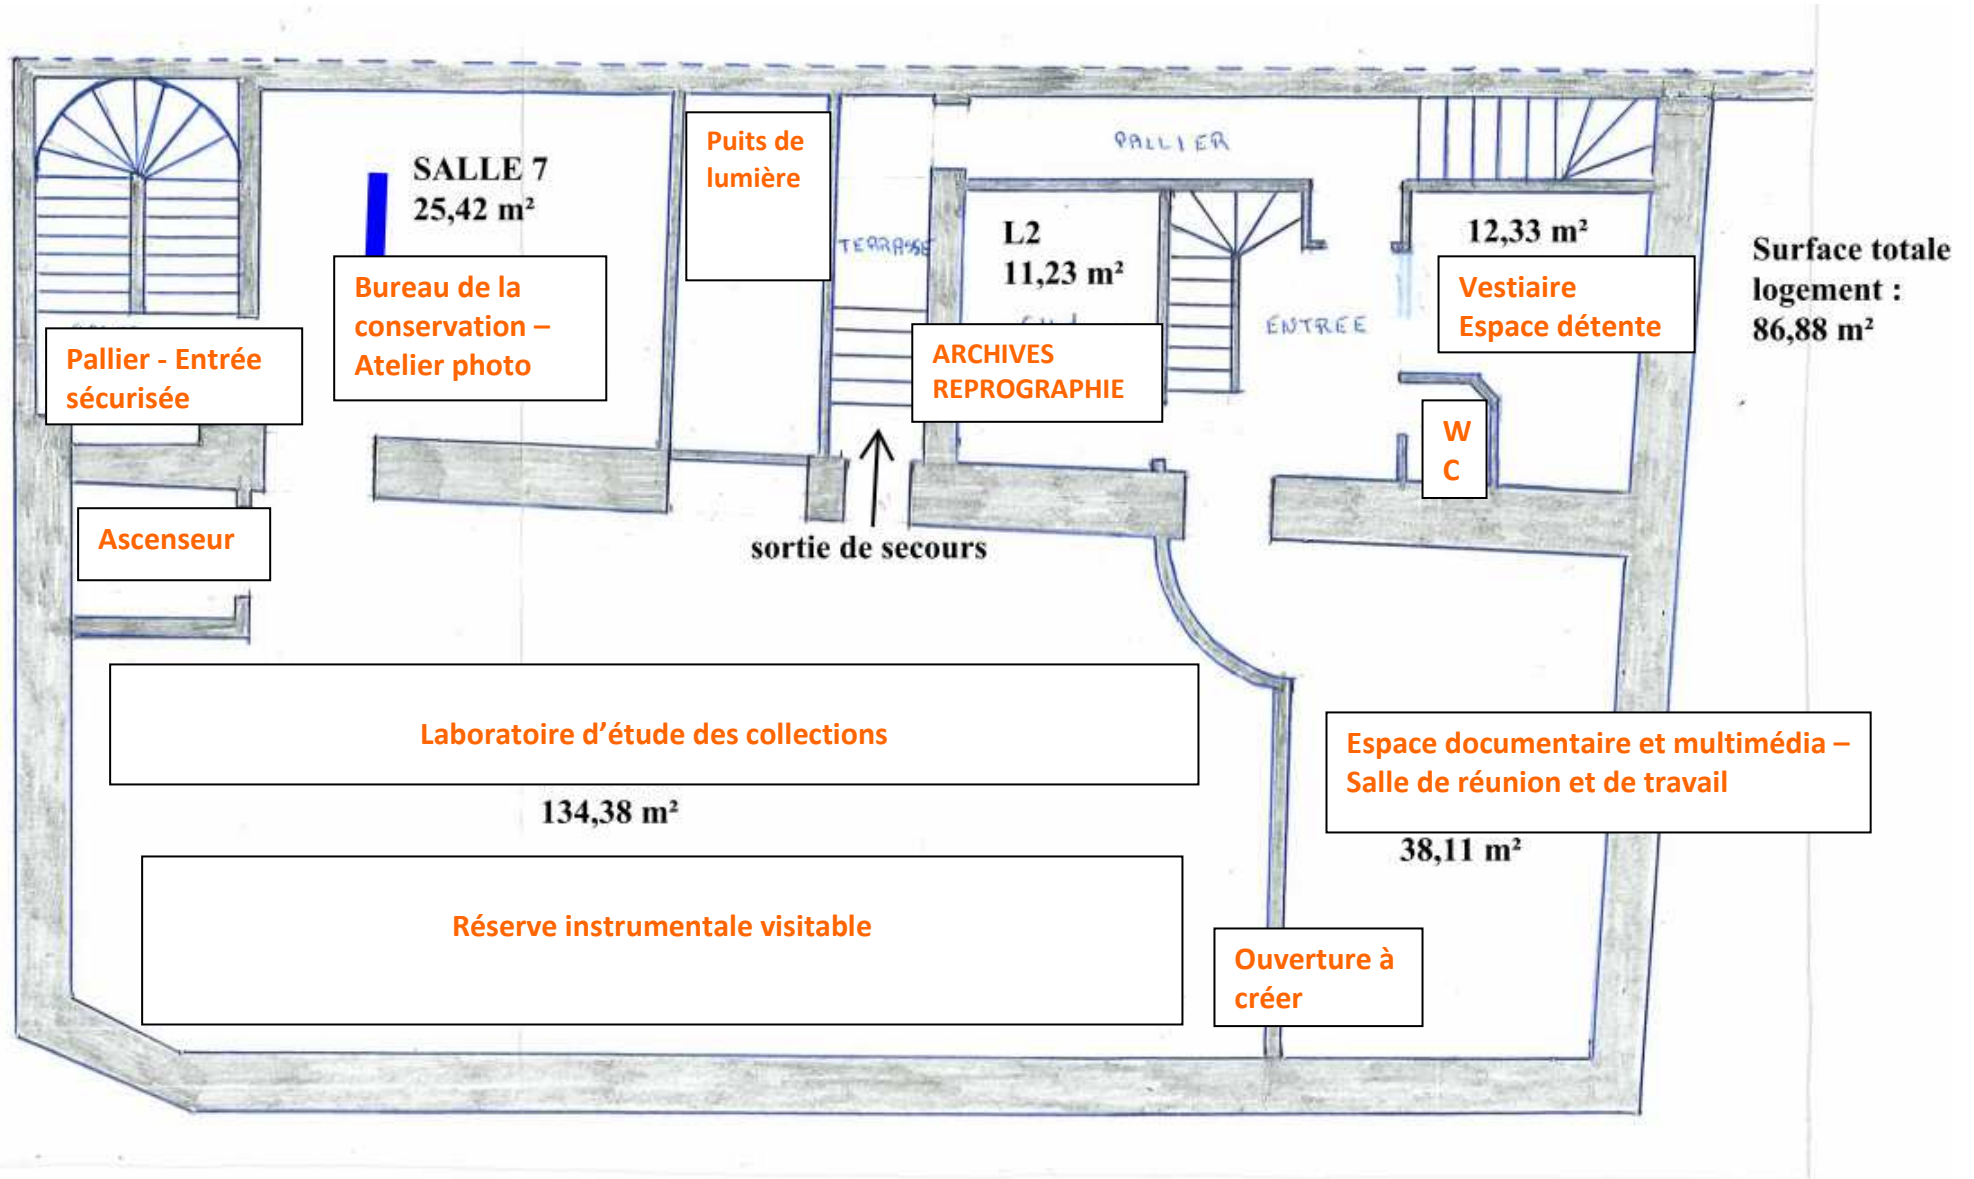 PALLIER
SALLE 7
25,42 m²
Puits de
lumière
TERRASSE
L2
11,23 m²
12,33 m²
Surface totale
logement :
86,88 m²
Bureau de la
conservation –
Atelier photo
Vestiaire
Espace détente
ENTREE
Pallier - Entrée
sécurisée
ARCHIVES
REPROGRAPHIE
W
C
Ascenseur
sortie de secours
Laboratoire d’étude des collections
134,38 m²
Espace documentaire et multimédia –
Salle de réunion et de travail
38,11 m²
Réserve instrumentale visitable
Ouverture à
créer